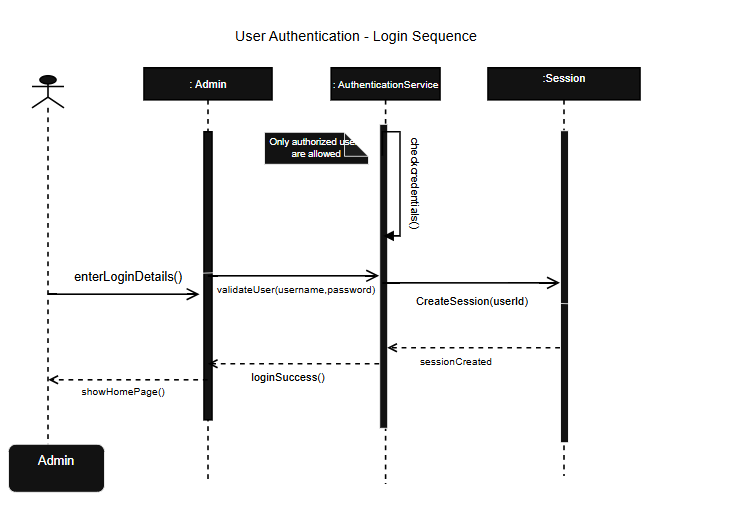 User Authentication - Login Sequence
: Admin
: AuthenticationService
:Session
Only authorized use
are allowed
checkcredentials()
enterLoginDetails()
validateUser(username,password)
CreateSession(userId)
sessionCreated
loginSuccess()
showHomePage()
Admin